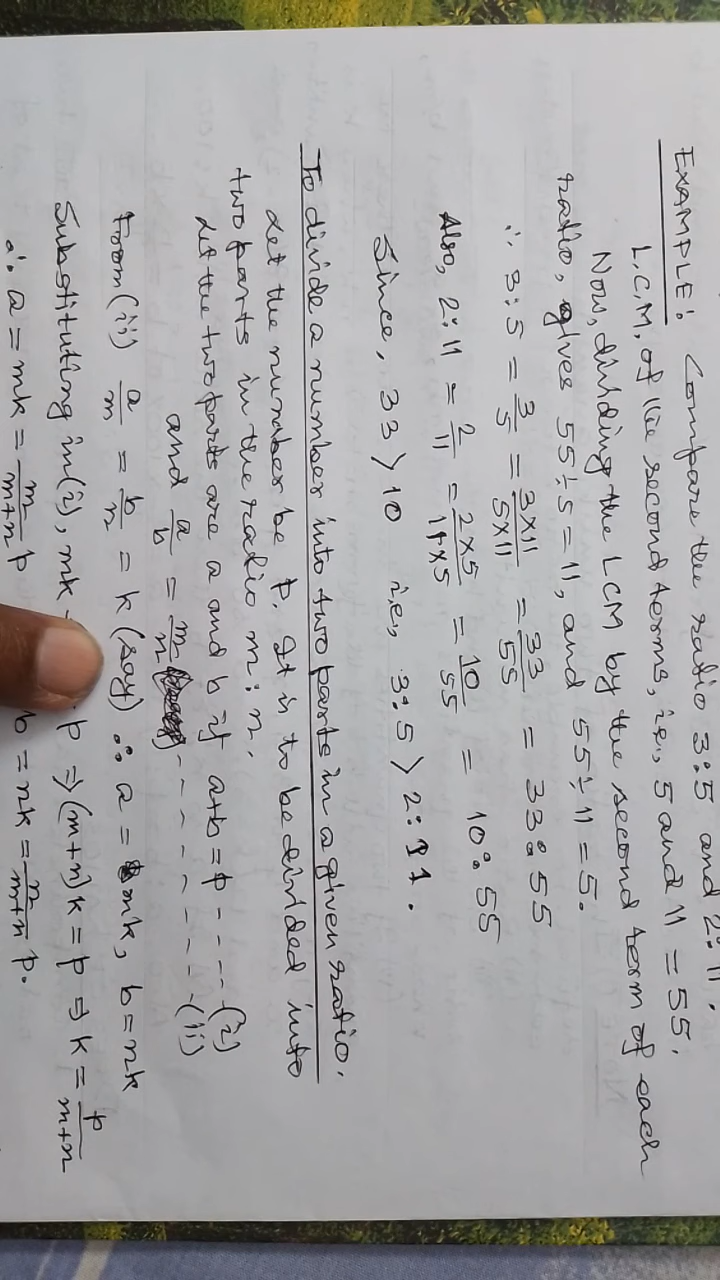 EXAMPLE: Compare the ratio 3:5 and 2:11.
L.C.M. of the second terms, i.e., 5 and 11 = 55.
Now, dividing the LCM by the second term of each
ratio, gives 55÷5 = 11, and 55÷11 = 5.
∴ 3:5 = 3/5 = 3×11/5×11 = 33/55 = 33:55
Also, 2:11 = 2/11 = 2×5/11×5 = 10/55 = 10:55
Since, 33 > 10 i.e., 3:5 > 2:11.
To divide a number into two parts in a given ratio.
Let the number be p. It is to be divided into
two parts in the ratio m:n.
Let the two parts are a and b if a+b = p ----- (i)
and a/b = m/n --------- (ii)
From (ii) a/m = b/n = k (say) ∴ a = mk, b = nk
Substituting in (i), mk p ⇒ (m+n)k = p ⇒ k = p/m+n
∴ a = mk = m/m+n p b = nk = n/m+n p.